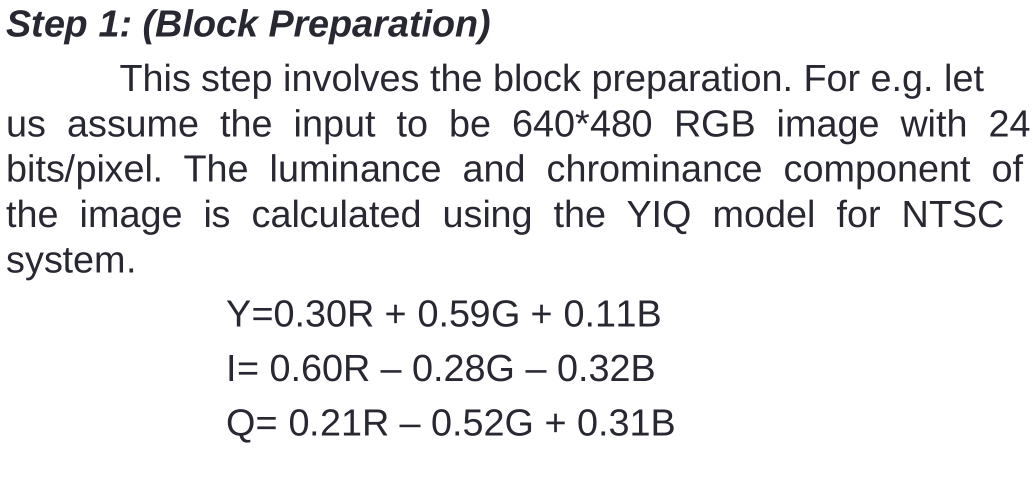 Step 1: (Block Preparation)
This step involves the block preparation. For e.g. let
us assume the input to be 640*480 RGB image with 24
bits/pixel. The luminance and chrominance component of
the image is calculated using the YIQ model for NTSC
system.
Y=0.30R + 0.59G + 0.11B
I= 0.60R – 0.28G – 0.32B
Q= 0.21R – 0.52G + 0.31B